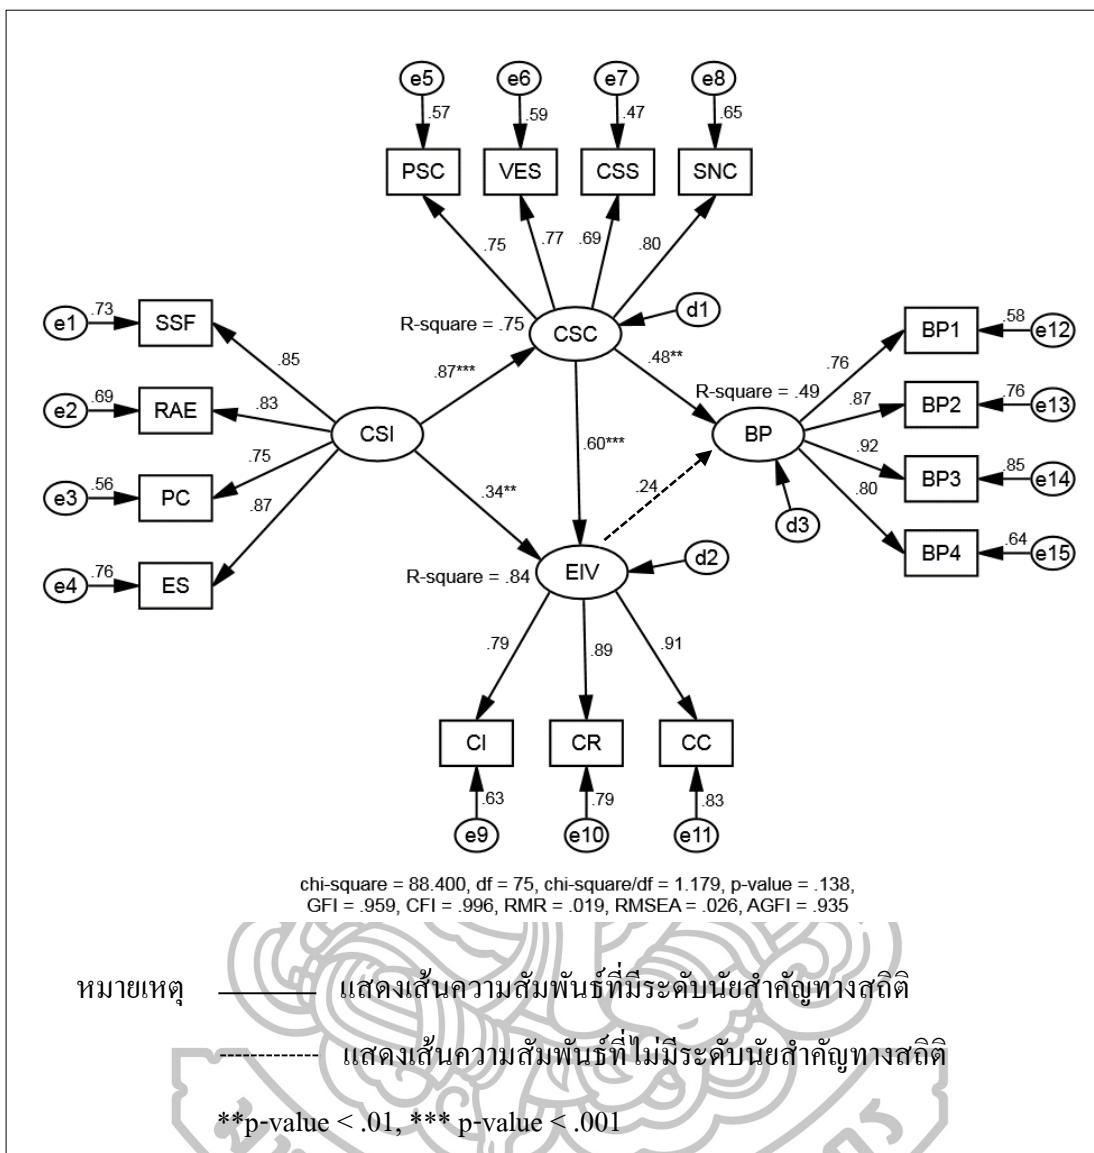 e5 e6 e7 e8
.57 .59 .47 .65
PSC VES CSS SNC
.75 .77 .69 .80
e1 .73 SSF
R-square = .75 CSC d1
.85 .87*** .48**
BP1 .58 e12
.76
e2 .69 RAE .83
CSI
R-square = .49 BP
.87 BP2 .76 e13
.60***
.75 .92
e3 .56 PC
.87 .34** .24
BP3 .85 e14
.80
d3
e4 .76 ES
R-square = .84 EIV d2
BP4 .64 e15
.79 .89 .91
CI CR CC
.63 .79 .83
e9 e10 e11
chi-square = 88.400, df = 75, chi-square/df = 1.179, p-value = .138,
GFI = .959, CFI = .996, RMR = .019, RMSEA = .026, AGFI = .935
หมายเหตุ แสดงเส้นความสัมพันธ์ที่มีระดับนัยสำคัญทางสถิติ
แสดงเส้นความสัมพันธ์ที่ไม่มีระดับนัยสำคัญทางสถิติ
**p-value < .01, *** p-value < .001